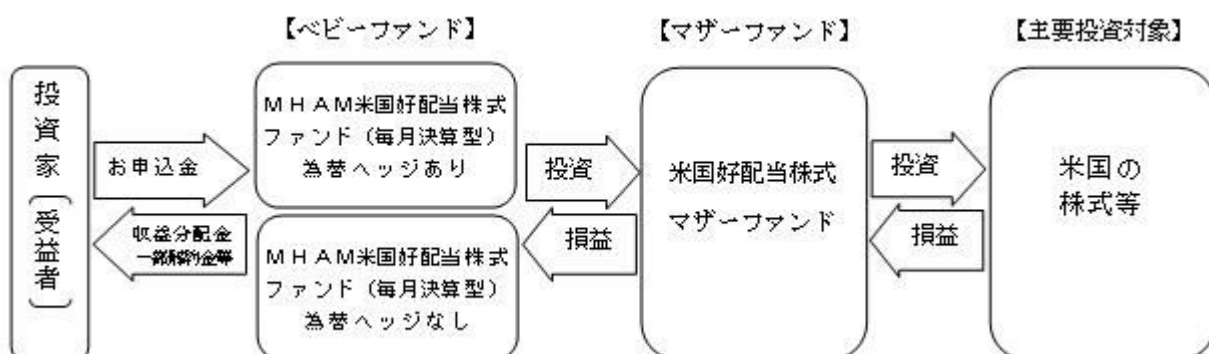 【ベビーファンド】
【マザーファンド】
【主要投資対象】
投資家（受益者）
お申込金
収益分配金
一部解約金等
ＭＨＡＭ米国好配当株式
ファンド（毎月決算型）
為替ヘッジあり
ＭＨＡＭ米国好配当株式
ファンド（毎月決算型）
為替ヘッジなし
投資
損益
米国好配当株式
マザーファンド
投資
損益
米国の
株式等